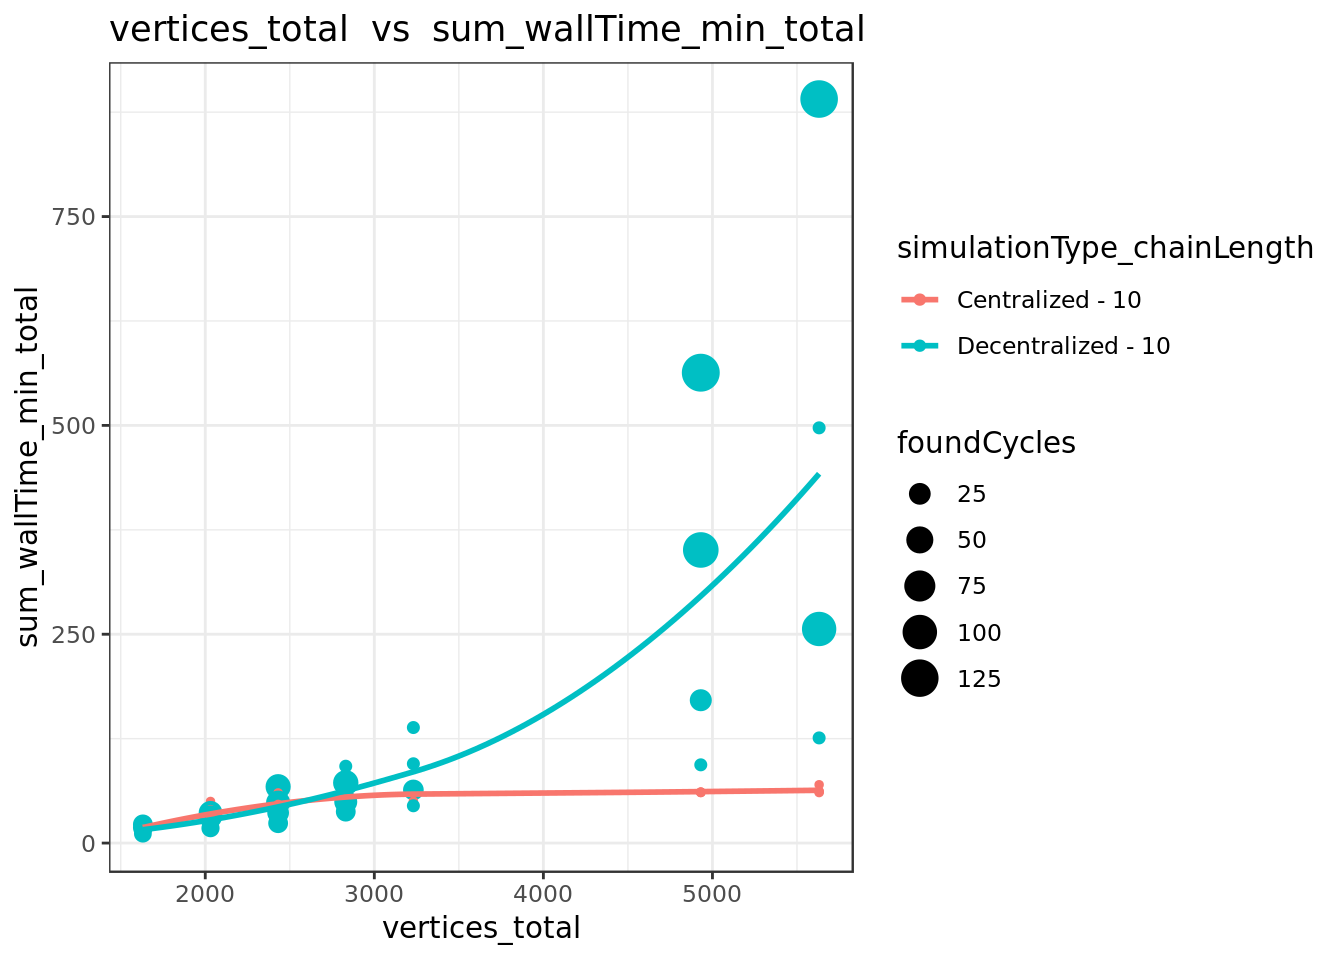 vertices_total vs sum_wallTime_min_total
sum_wallTime_min_total
750
500
250
0
2000 3000 4000 5000
vertices_total
simulationType_chainLength
Centralized - 10
Decentralized - 10
foundCycles
25
50
75
100
125